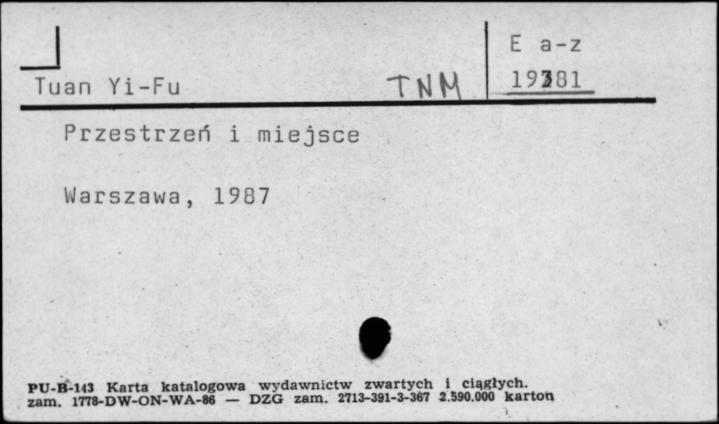 E a-z
Tuan Yi-Fu TNM 19381
Przestrzeń i miejsce
Warszawa, 1987
PU-B-143 Karta katalogowa wydawnictw zwartych i ciągłych.
zam. 1778-DW-ON-WA-86 — DZG zam. 2713-391-3-367 2.590.000 karton